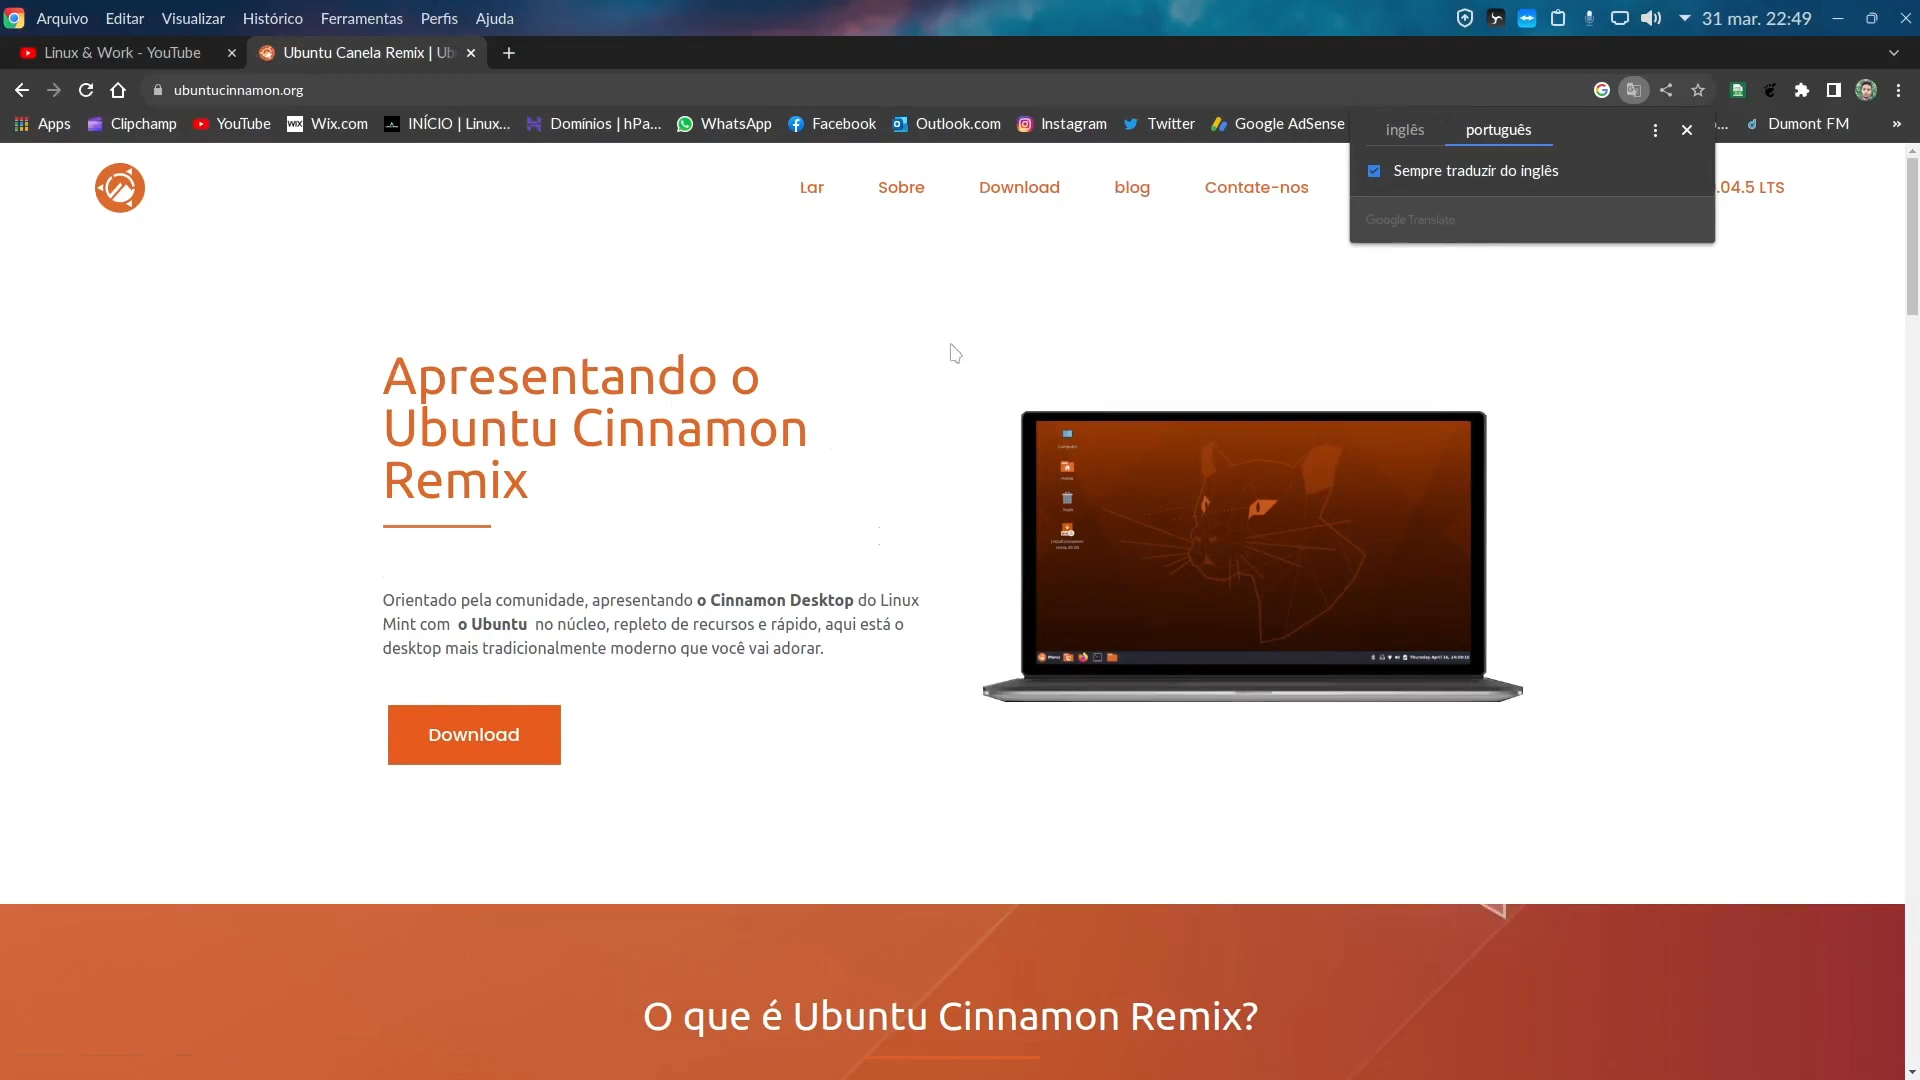 Arquivo Editar Visualizar Histórico Ferramentas Perfis Ajuda 31 mar. 22:49
Linux & Work - YouTube Ubuntu Canela Remix | Ub
ubuntucinnamon.org
Apps Clipchamp YouTube Wix.com INÍCIO | Linux... Domínios | hPa... WhatsApp Facebook Outlook.com Instagram Twitter Google AdSense ... Dumont FM »
inglês português
Sempre traduzir do inglês
Google Translate
Lar Sobre Download blog Contate-nos .04.5 LTS
Apresentando o
Ubuntu Cinnamon
Remix
Orientado pela comunidade, apresentando o Cinnamon Desktop do Linux
Mint com o Ubuntu no núcleo, repleto de recursos e rápido, aqui está o
desktop mais tradicionalmente moderno que você vai adorar.
Download
Computer
Home
Trash
Menu
O que é Ubuntu Cinnamon Remix?